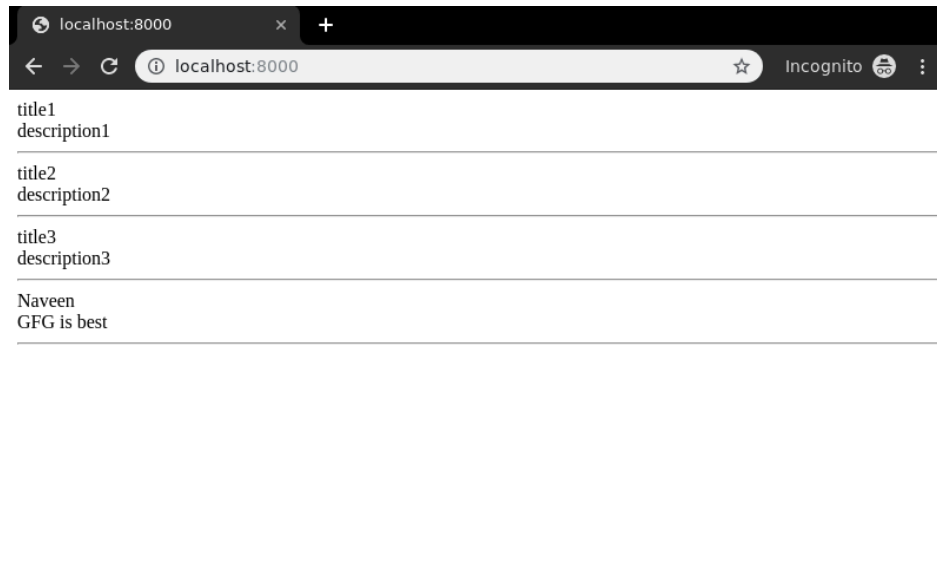 localhost:8000
localhost:8000
Incognito
title1
description1
title2
description2
title3
description3
Naveen
GFG is best